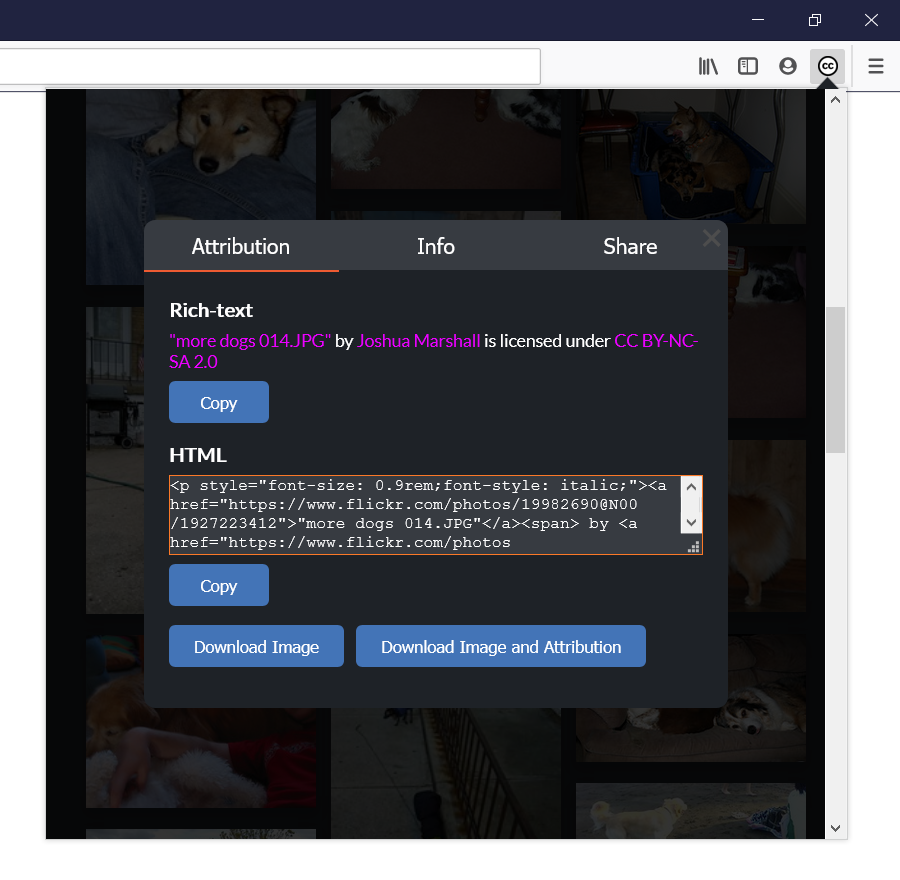 CC
Attribution Info Share
Rich-text
"more dogs 014.JPG" by Joshua Marshall is licensed under CC BY-NC-
SA 2.0
Copy
HTML
<p style="font-size: 0.9rem;font-style: italic;"><a
href="https://www.flickr.com/photos/19982690@N00
/1927223412">"more dogs 014.JPG"</a><span> by <a
href="https://www.flickr.com/photos
Copy
Download Image Download Image and Attribution